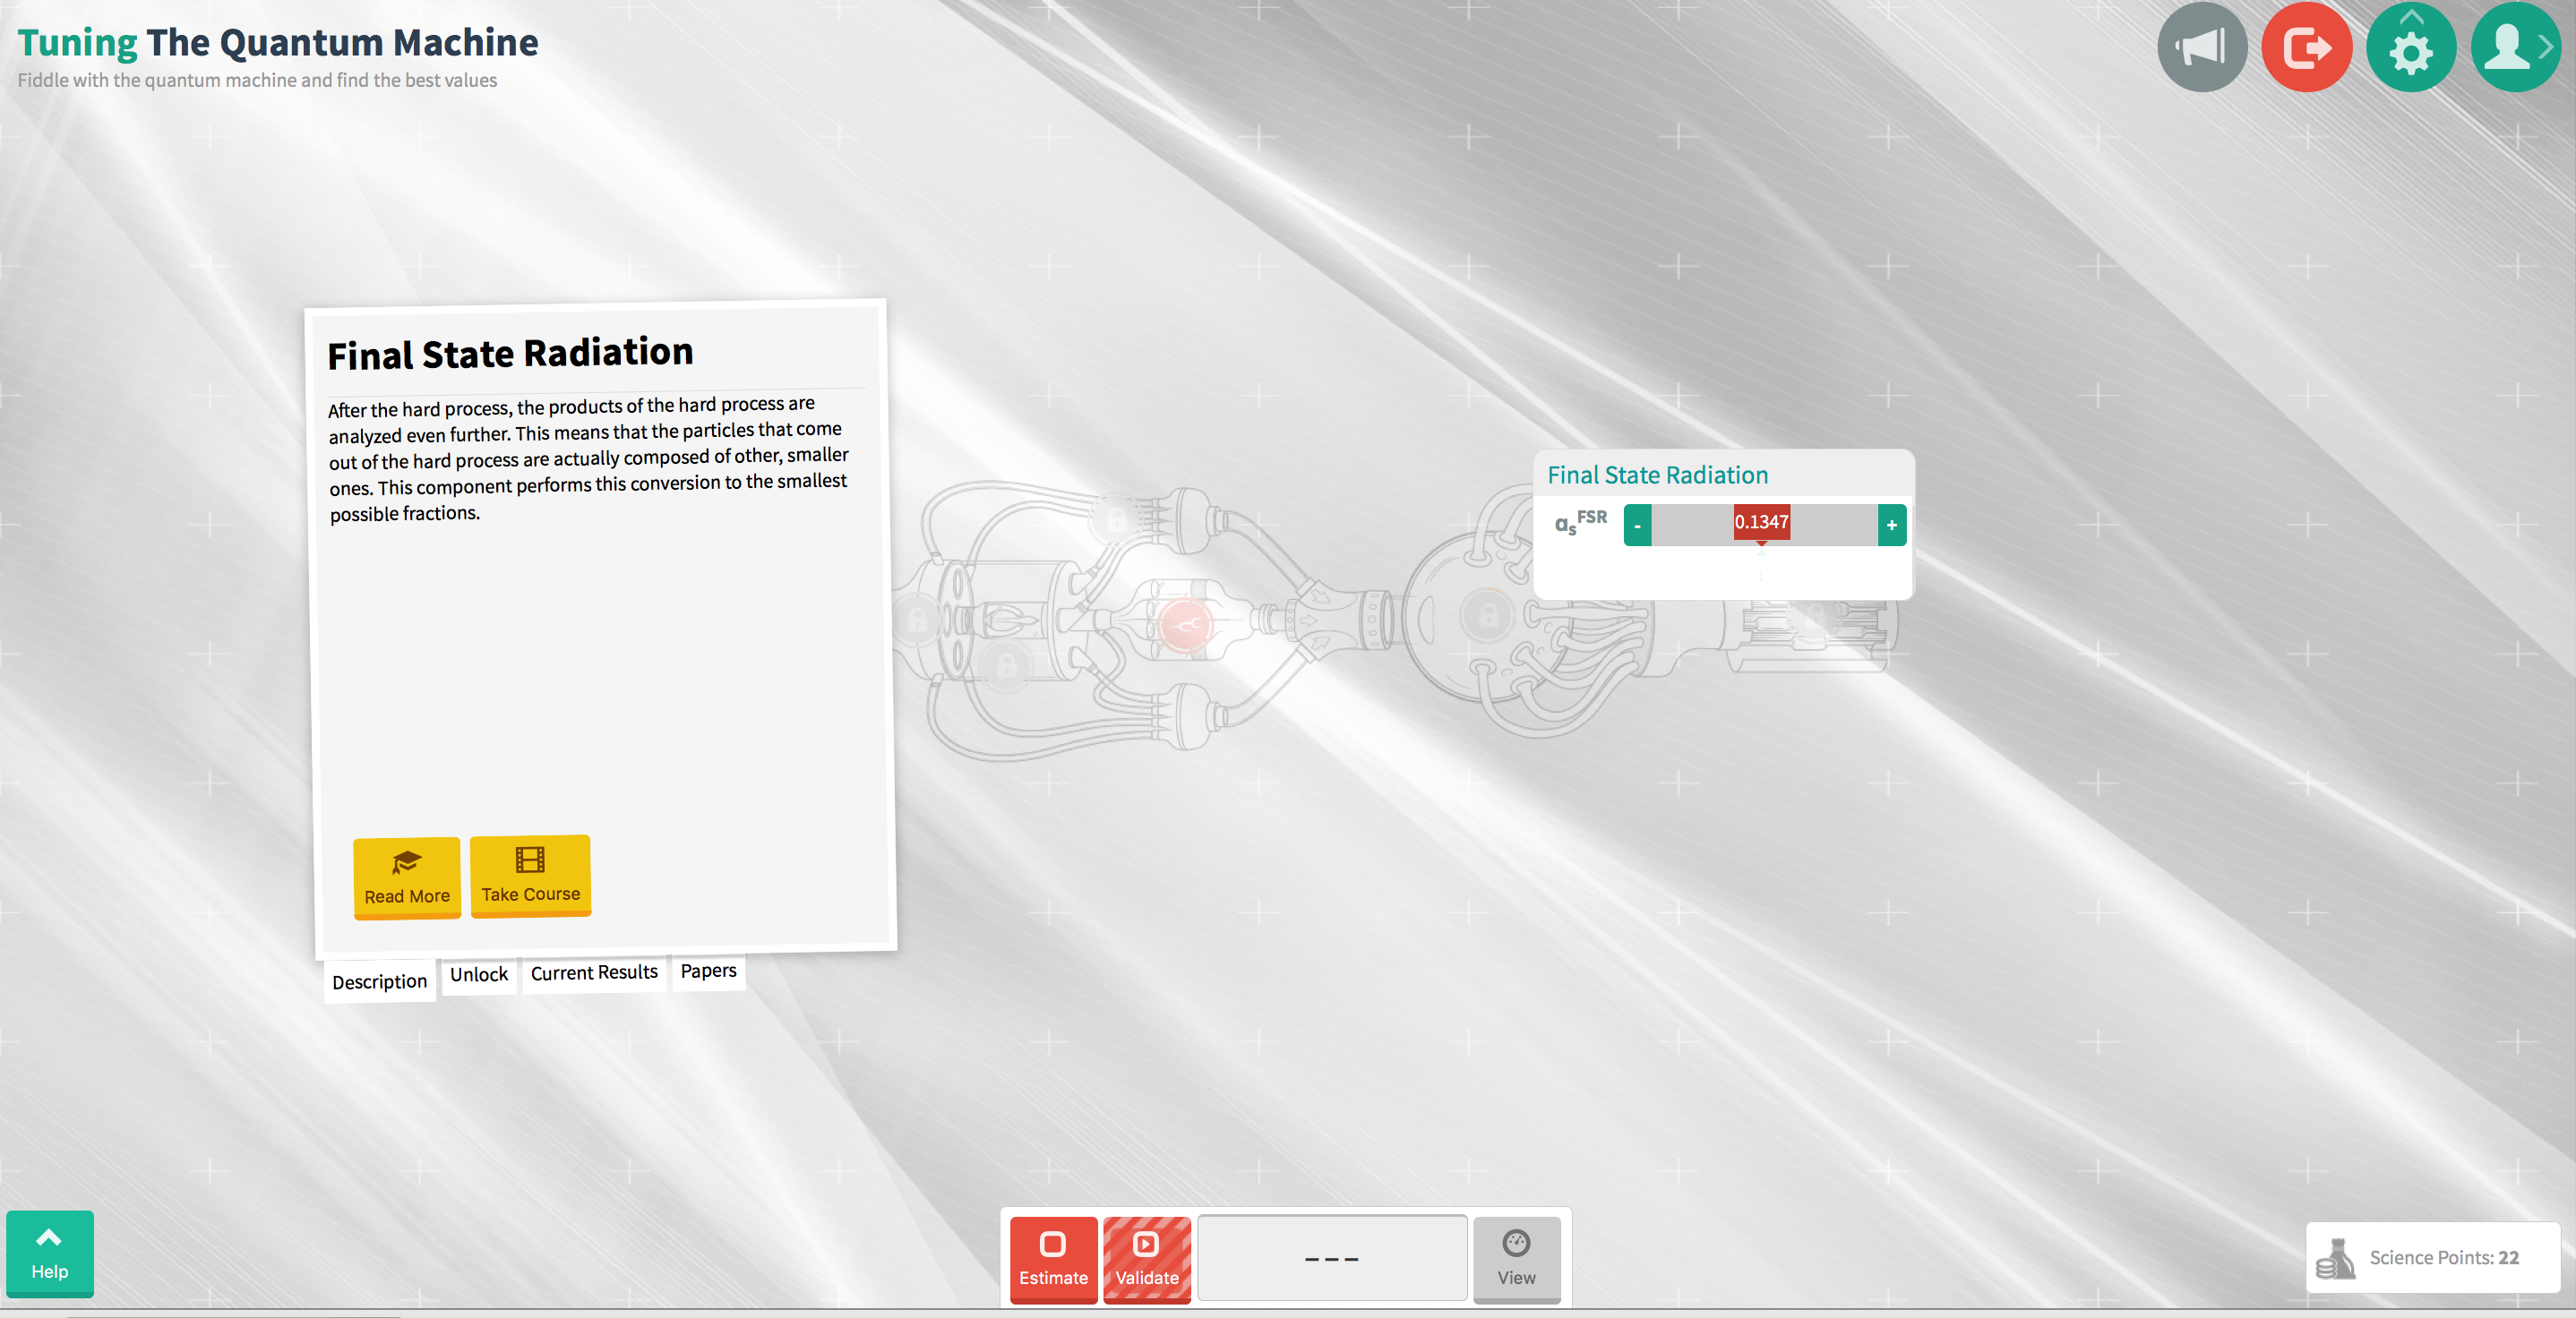 Tuning The Quantum Machine
Fiddle with the quantum machine and find the best values
Final State Radiation
After the hard process, the products of the hard process are
analyzed even further. This means that the particles that come
out of the hard process are actually composed of other, smaller
ones. This component performs this conversion to the smallest
possible fractions.
Read More
Take Course
Description
Unlock
Current Results
Papers
Final State Radiation
αsFSR
-
0.1347
+
Help
Estimate
Validate
---
View
Science Points: 22